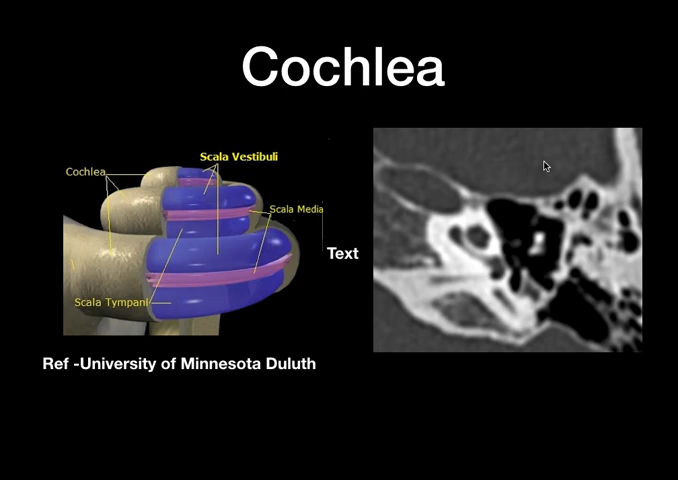 Cochlea
Scala Vestibuli
Cochlea
Scala Media
Text
Scala Tympani
Ref -University of Minnesota Duluth